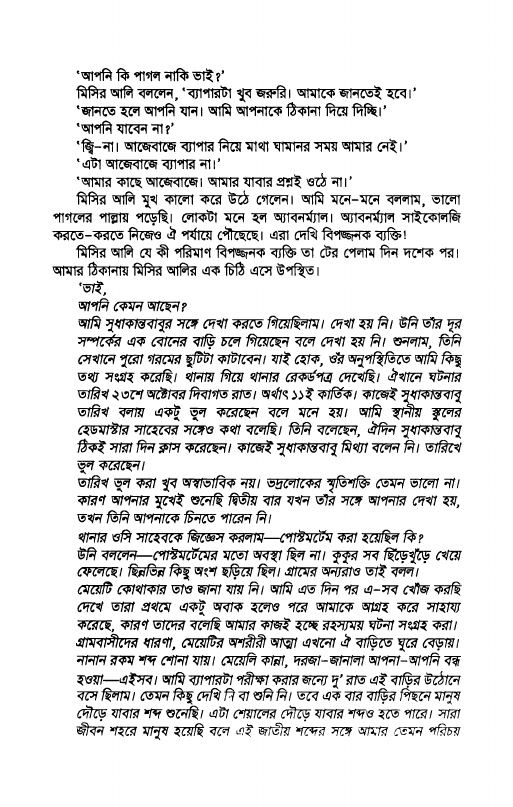 ‘আপনি কি পাগল নাকি ভাই?’
মিসির আলি বললেন, ‘ব্যাপারটা খুব জরুরি। আমাকে জানতেই হবে।’
‘জানতে হলে আপনি যান। আমি আপনাকে ঠিকানা দিয়ে দিচ্ছি।’
‘আপনি যাবেন না?’
‘জ্বি-না। আজেবাজে ব্যাপার নিয়ে মাথা ঘামানর সময় আমার নেই।’
‘এটা আজেবাজে ব্যাপার না।’
‘আমার কাছে আজেবাজে। আমার যাবার প্রশ্নই ওঠে না।’
মিসির আলি মুখ কালো করে উঠে গেলেন। আমি মনে-মনে বললাম, ভালো
পাগলের পাল্লায় পড়েছি। লোকটা মনে হল অ্যাবনর্ম্যাল। অ্যাবনর্ম্যাল সাইকোলজি
করতে-করতে নিজেও ঐ পর্যায়ে পৌছেছে। এরা দেখি বিপজ্জনক ব্যক্তি!
মিসির আলি যে কী পরিমাণ বিপজ্জনক ব্যক্তি তা টের পেলাম দিন দশেক পর।
আমার ঠিকানায় মিসির আলির এক চিঠি এসে উপস্থিত।
‘ভাই,
আপনি কেমন আছেন?
আমি সুধাকান্তবাবুর সঙ্গে দেখা করতে গিয়েছিলাম। দেখা হয় নি। উনি তাঁর দূর
সম্পর্কের এক বোনের বাড়ি চলে গিয়েছেন বলে দেখা হয় নি। শুনলাম, তিনি
সেখানে পুরো গরমের ছুটিটা কাটাবেন। যাই হোক, ওঁর অনুপস্থিতিতে আমি কিছু
তথ্য সংগ্রহ করেছি। থানায় গিয়ে থানার রেকর্ডপত্র দেখেছি। ঐখানে ঘটনার
তারিখ ২৩শে অক্টোবর দিবাগত রাত। অর্থাৎ ১১ই কার্তিক। কাজেই সুধাকান্তবাবু
তারিখ বলায় একটু ভুল করেছেন বলে মনে হয়। আমি স্থানীয় স্কুলের
হেডমাস্টার সাহেবের সঙ্গেও কথা বলেছি। তিনি বলেছেন, ঐদিন সুধাকান্তবাবু
ঠিকই সারা দিন ক্লাস করেছেন। কাজেই সুধাকান্তবাবু মিথ্যা বলেন নি। তারিখে
ভুল করেছেন।
তারিখ ভুল করা খুব অস্বাভাবিক নয়। ভদ্রলোকের স্মৃতিশক্তি তেমন ভালো না।
কারণ আপনার মুখেই শুনেছি দ্বিতীয় বার যখন তাঁর সঙ্গে আপনার দেখা হয়,
তখন তিনি আপনাকে চিনতে পারেন নি।
থানার ওসি সাহেবকে জিজ্ঞেস করলাম—পোস্টমর্টেম করা হয়েছিল কি?
উনি বললেন—পোস্টমর্টেমের মতো অবস্থা ছিল না। কুকুর সব ছিঁড়েখুঁড়ে খেয়ে
ফেলেছে। ছিন্নভিন্ন কিছু অংশ ছড়িয়ে ছিল। গ্রামের অন্যরাও তাই বলল।
মেয়েটি কোথাকার তাও জানা যায় নি। আমি এত দিন পর এ-সব খোঁজ করছি
দেখে তারা প্রথমে একটু অবাক হলেও পরে আমাকে আগ্রহ করে সাহায্য
করেছে, কারণ তাদের বলেছি আমার কাজই হচ্ছে রহস্যময় ঘটনা সংগ্রহ করা।
গ্রামবাসীদের ধারণা, মেয়েটির অশরীরী আত্মা এখনো ঐ বাড়িতে ঘুরে বেড়ায়।
নানান রকম শব্দ শোনা যায়। মেয়েলি কান্না, দরজা-জানালা আপনা-আপনি বন্ধ
হওয়া—এইসব। আমি ব্যাপারটা পরীক্ষা করার জন্যে দু’ রাত এই বাড়ির উঠোনে
বসে ছিলাম। তেমন কিছু দেখি নি বা শুনি নি। তবে এক বার বাড়ির পিছনে মানুষ
দৌড়ে যাবার শব্দ শুনেছি। এটা শেয়ালের দৌড়ে যাবার শব্দও হতে পারে। সারা
জীবন শহরে মানুষ হয়েছি বলে এই জাতীয় শব্দের সঙ্গে আমার তেমন পরিচয়